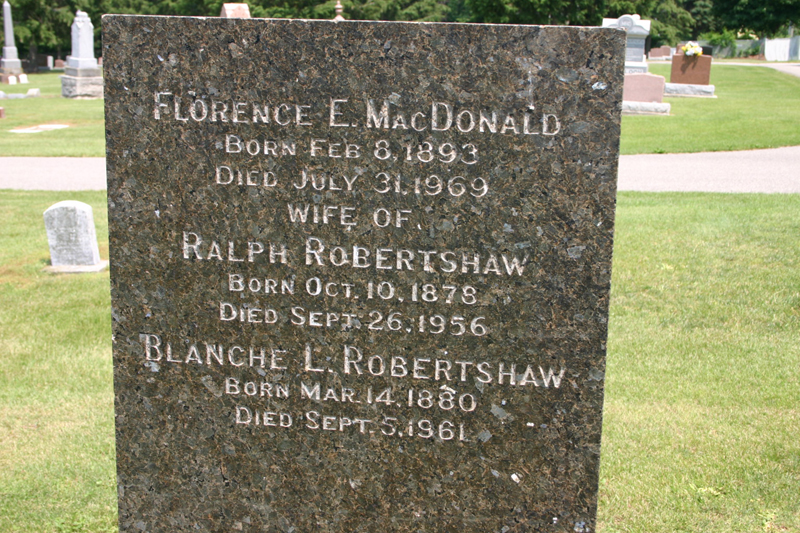 FLORENCE E. MACDONALD
BORN FEB 8, 1893
DIED JULY 31, 1969
WIFE OF
RALPH ROBERTSHAW
BORN OCT. 10, 1878
DIED SEPT. 26, 1956
BLANCHE L. ROBERTSHAW
BORN MAR. 14, 1880
DIED SEPT. 5, 1961